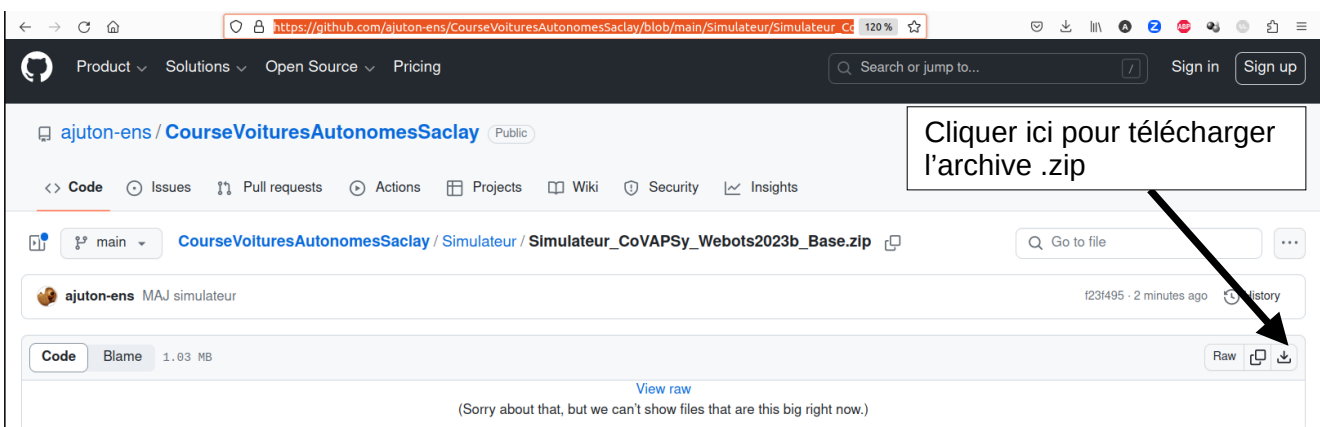 https://github.com/ajuton-ens/CourseVoituresAutonomesSaclay/blob/main/Simulateur/Simulateur_Co 120 %
Product Solutions Open Source Pricing Search or jump to... / Sign in Sign up
ajuton-ens / CourseVoituresAutonomesSaclay Public
Cliquer ici pour télécharger
l’archive .zip
<> Code Issues Pull requests Actions Projects Wiki Security Insights
main CourseVoituresAutonomesSaclay / Simulateur / Simulateur_CoVAPSy_Webots2023b_Base.zip Go to file ...
ajuton-ens MAJ simulateur f23f495 · 2 minutes ago History
Code Blame 1.03 MB Raw
View raw
(Sorry about that, but we can’t show files that are this big right now.)